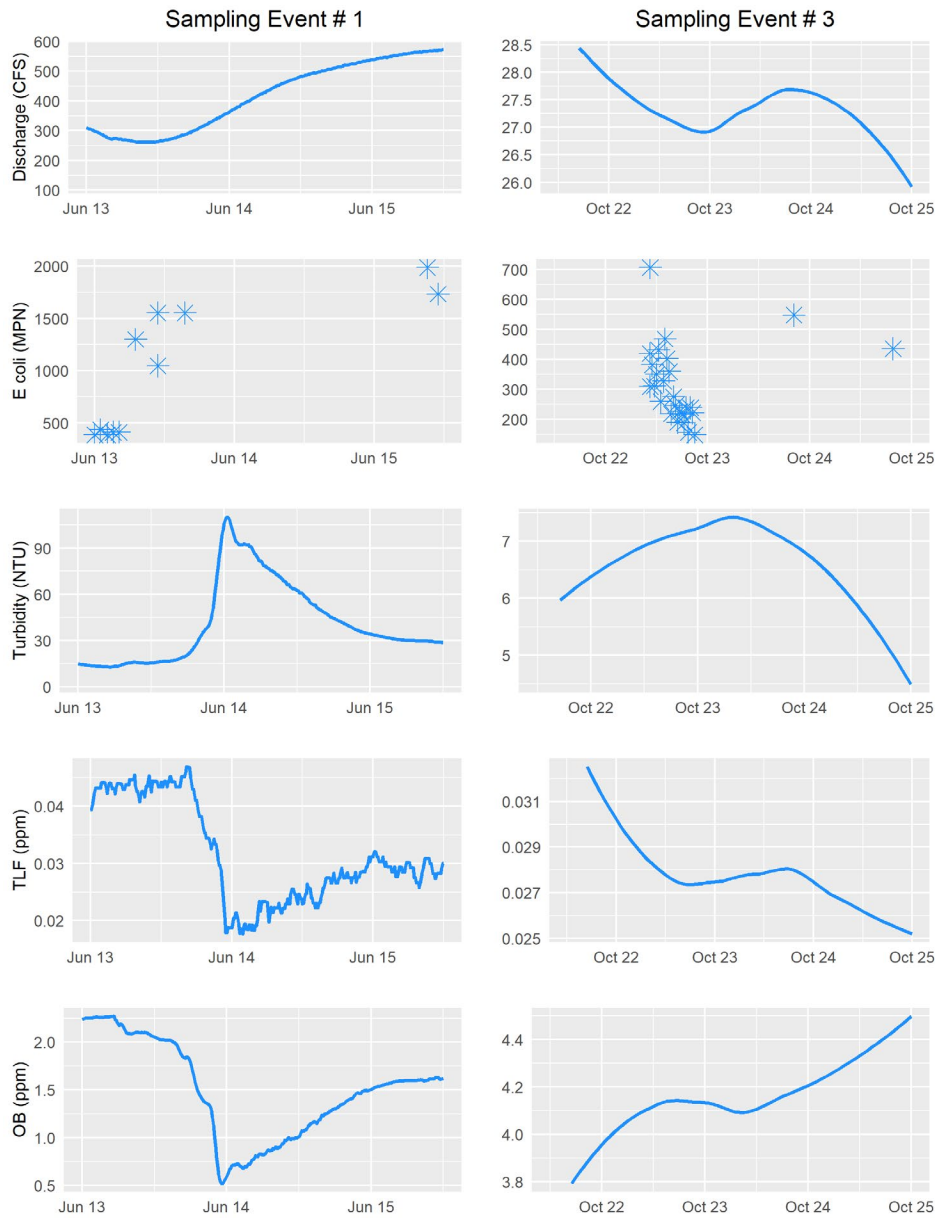 Sampling Event # 1
Sampling Event # 3
Discharge (CFS)
600
500
400
300
200
100
Jun 13 Jun 14 Jun 15
28.5
28.0
27.5
27.0
26.5
26.0
Oct 22 Oct 23 Oct 24 Oct 25
E coli (MPN)
2000
1500
1000
500
Jun 13 Jun 14 Jun 15
700
600
500
400
300
200
Oct 22 Oct 23 Oct 24 Oct 25
Turbidity (NTU)
90
60
30
0
Jun 13 Jun 14 Jun 15
7
6
5
Oct 22 Oct 23 Oct 24 Oct 25
TLF (ppm)
0.04
0.03
0.02
Jun 13 Jun 14 Jun 15
0.031
0.029
0.027
0.025
Oct 22 Oct 23 Oct 24 Oct 25
OB (ppm)
2.0
1.5
1.0
0.5
Jun 13 Jun 14 Jun 15
4.4
4.2
4.0
3.8
Oct 22 Oct 23 Oct 24 Oct 25